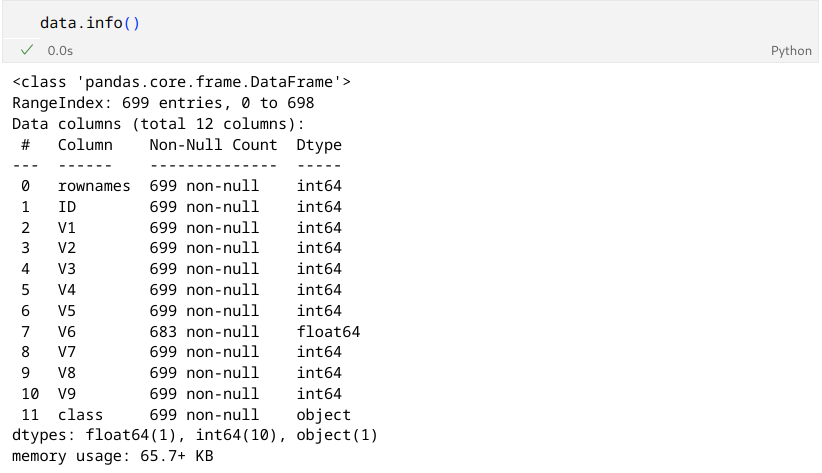 data.info()
✓ 0.0s Python
<class 'pandas.core.frame.DataFrame'>
RangeIndex: 699 entries, 0 to 698
Data columns (total 12 columns):
 #   Column    Non-Null Count  Dtype
---  ------    --------------  -----
 0   rownames  699 non-null    int64
 1   ID        699 non-null    int64
 2   V1        699 non-null    int64
 3   V2        699 non-null    int64
 4   V3        699 non-null    int64
 5   V4        699 non-null    int64
 6   V5        699 non-null    int64
 7   V6        683 non-null    float64
 8   V7        699 non-null    int64
 9   V8        699 non-null    int64
 10  V9        699 non-null    int64
 11  class     699 non-null    object
dtypes: float64(1), int64(10), object(1)
memory usage: 65.7+ KB